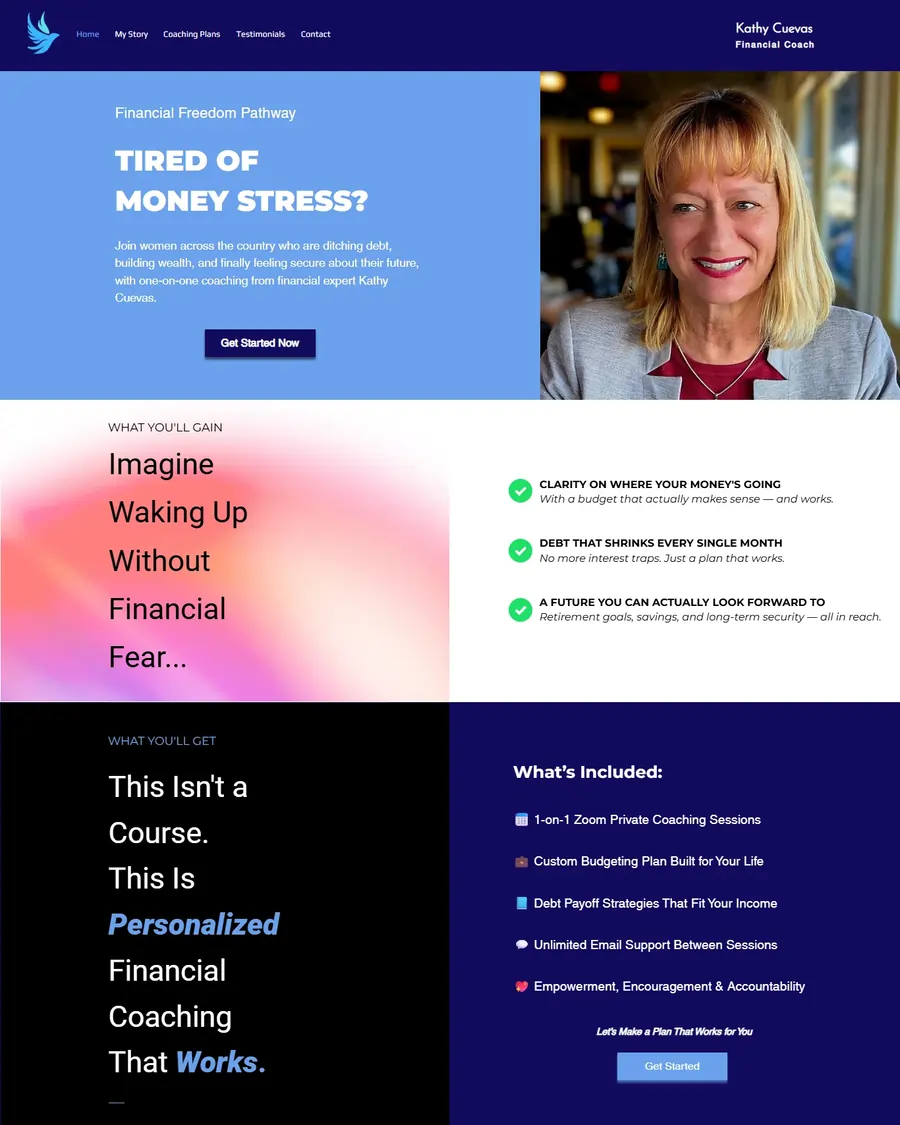 Home
My Story
Coaching Plans
Testimonials
Contact
Kathy Cuevas
Financial Coach
Financial Freedom Pathway
TIRED OF
MONEY STRESS?
Join women across the country who are ditching debt,
building wealth, and finally feeling secure about their future,
with one-on-one coaching from financial expert Kathy
Cuevas.
Get Started Now
WHAT YOU'LL GAIN
Imagine
Waking Up
Without
Financial
Fear...
CLARITY ON WHERE YOUR MONEY'S GOING
With a budget that actually makes sense — and works.
DEBT THAT SHRINKS EVERY SINGLE MONTH
No more interest traps. Just a plan that works.
A FUTURE YOU CAN ACTUALLY LOOK FORWARD TO
Retirement goals, savings, and long-term security — all in reach.
WHAT YOU'LL GET
This Isn't a
Course.
This Is
Personalized
Financial
Coaching
That Works.
What’s Included:
1-on-1 Zoom Private Coaching Sessions
Custom Budgeting Plan Built for Your Life
Debt Payoff Strategies That Fit Your Income
Unlimited Email Support Between Sessions
Empowerment, Encouragement & Accountability
Let's Make a Plan That Works for You
Get Started